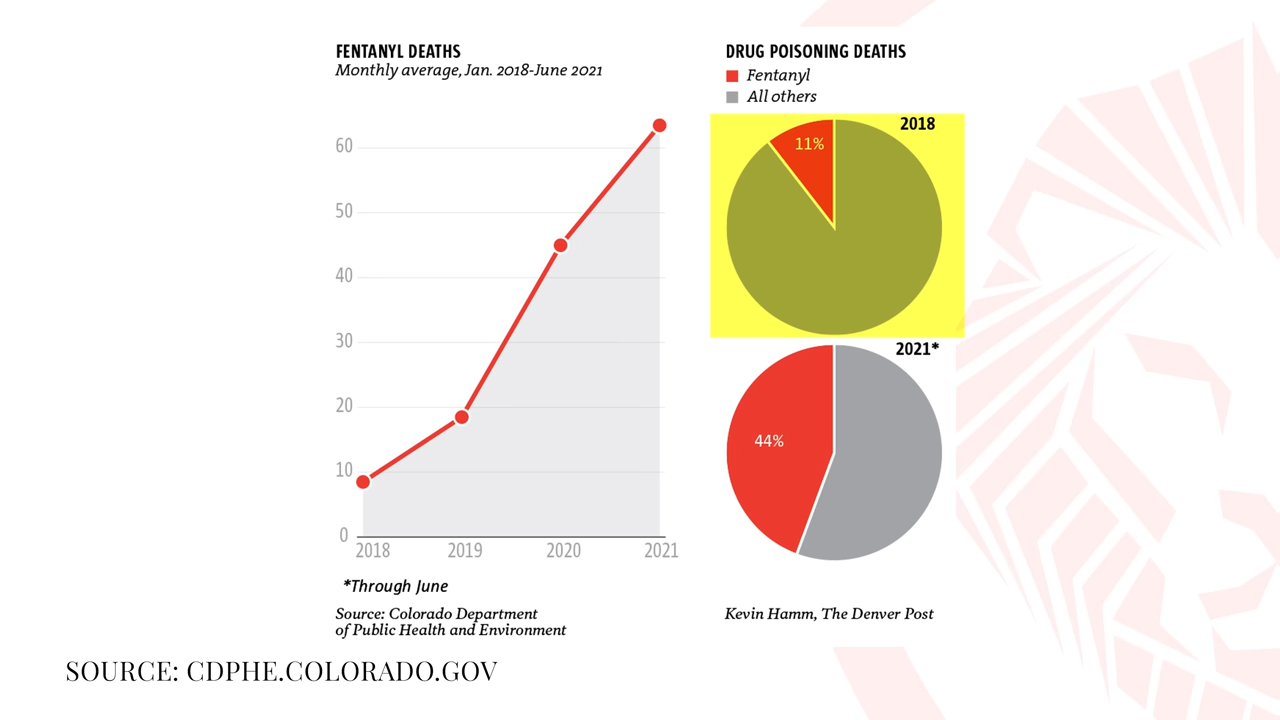 FENTANYL DEATHS
Monthly average, Jan. 2018-June 2021
60
50
40
30
20
10
0
2018 2019 2020 2021
*Through June
Source: Colorado Department
of Public Health and Environment
DRUG POISONING DEATHS
Fentanyl
All others
2018
11%
2021*
44%
Kevin Hamm, The Denver Post
SOURCE: CDPHE.COLORADO.GOV